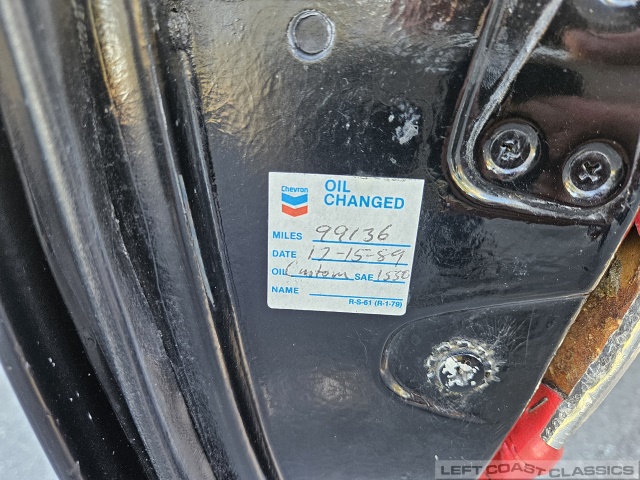 Chevron
OIL
CHANGED
MILES 99136
DATE 12-15-89
OIL Custom SAE 1530
NAME
R-S-61 (R-1-79)
LEFT COAST CLASSICS